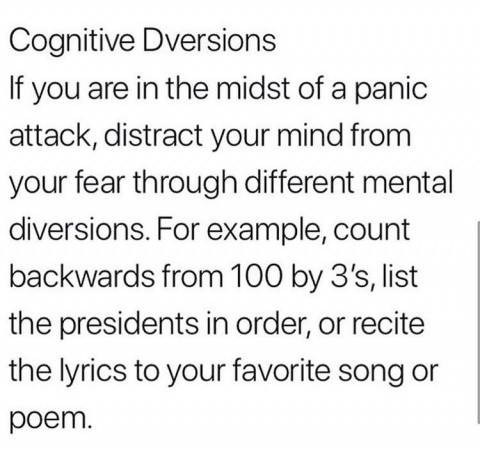 Cognitive Dversions
If you are in the midst of a panic
attack, distract your mind from
your fear through different mental
diversions. For example, count
backwards from 100 by 3's, list
the presidents in order, or recite
the lyrics to your favorite song or
poem.